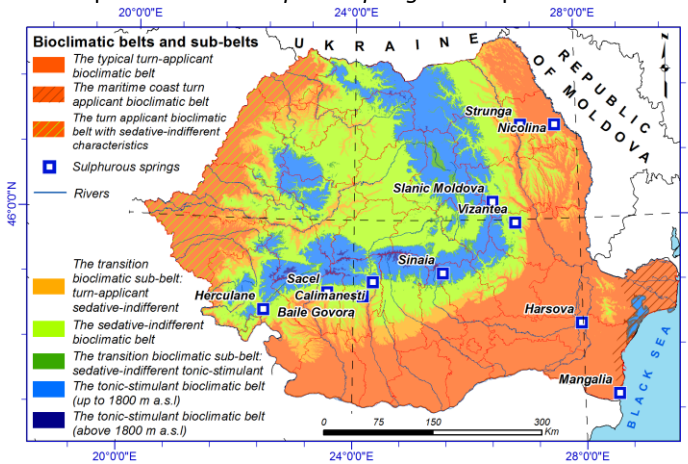 20°0'0"E 24°0'0"E 28°0'0"E
Bioclimatic belts and sub-belts
The typical turn-applicant
bioclimatic belt
The maritime coast turn
applicant bioclimatic belt
The turn applicant bioclimatic
belt with sedative-indifferent
characteristics
Sulphurous springs
Rivers
UKRAINE
REPUBLIC
OF MOLDOVA
N
Strunga
Nicolina
Slanic Moldova
Vizantea
46°0'0"N
Sinaia
Sacel
Herculane
Calimanesti
Baile Govora
Harsova
Mangalia
BLACK SEA
The transition
bioclimatic sub-belt:
turn-applicant
sedative-indifferent
The sedative-indifferent
bioclimatic belt
The transition bioclimatic sub-belt:
sedative-indifferent tonic-stimulant
The tonic-stimulant bioclimatic belt
(up to 1800 m a.s.l)
The tonic-stimulant bioclimatic belt
(above 1800 m a.s.l)
0 75 150 300
Km
20°0'0"E 24°0'0"E 28°0'0"E